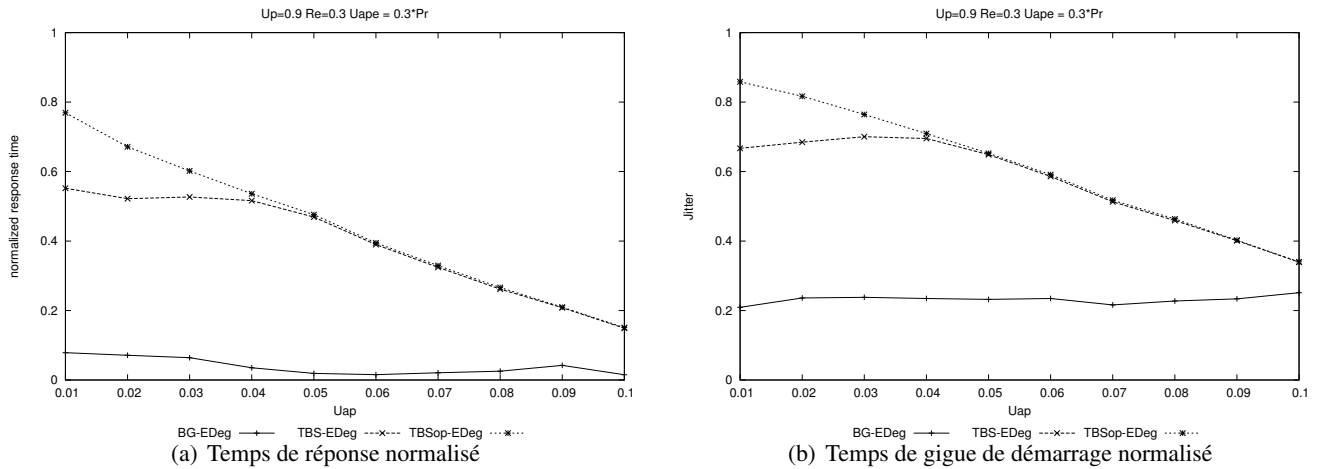 Up=0.9 Re=0.3 Uape = 0.3*Pr
1
0.8
0.6
0.4
0.2
0
normalized response time
0.01 0.02 0.03 0.04 0.05 0.06 0.07 0.08 0.09 0.1
Uap
BG-EDeg TBS-EDeg TBSop-EDeg
(a) Temps de réponse normalisé
Up=0.9 Re=0.3 Uape = 0.3*Pr
1
0.8
0.6
0.4
0.2
0
Jitter
0.01 0.02 0.03 0.04 0.05 0.06 0.07 0.08 0.09 0.1
Uap
BG-EDeg TBS-EDeg TBSop-EDeg
(b) Temps de gigue de démarrage normalisé